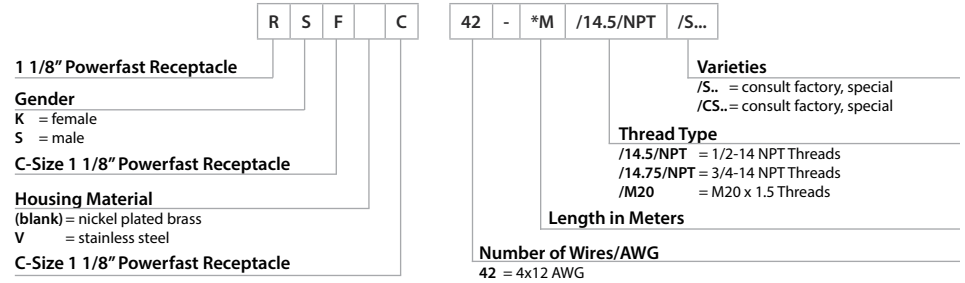 R S F C 42 - *M /14.5/NPT /S...
1 1/8” Powerfast Receptacle
Gender
K = female
S = male
C-Size 1 1/8” Powerfast Receptacle
Housing Material
(blank) = nickel plated brass
V = stainless steel
C-Size 1 1/8” Powerfast Receptacle
Varieties
/S.. = consult factory, special
/CS.. = consult factory, special
Thread Type
/14.5/NPT = 1/2-14 NPT Threads
/14.75/NPT = 3/4-14 NPT Threads
/M20 = M20 x 1.5 Threads
Length in Meters
Number of Wires/AWG
42 = 4x12 AWG